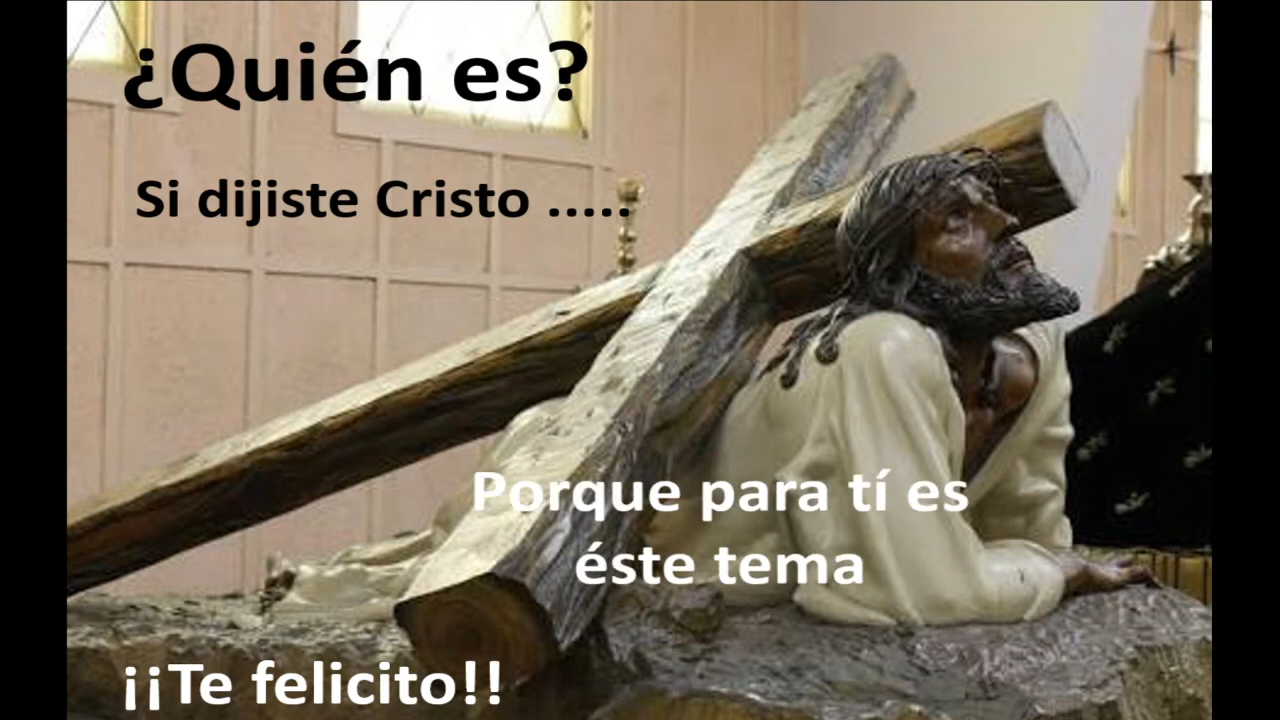 ¿Quién es?
Si dijiste Cristo .....
Porque para tí es
éste tema
¡¡Te felicito!!